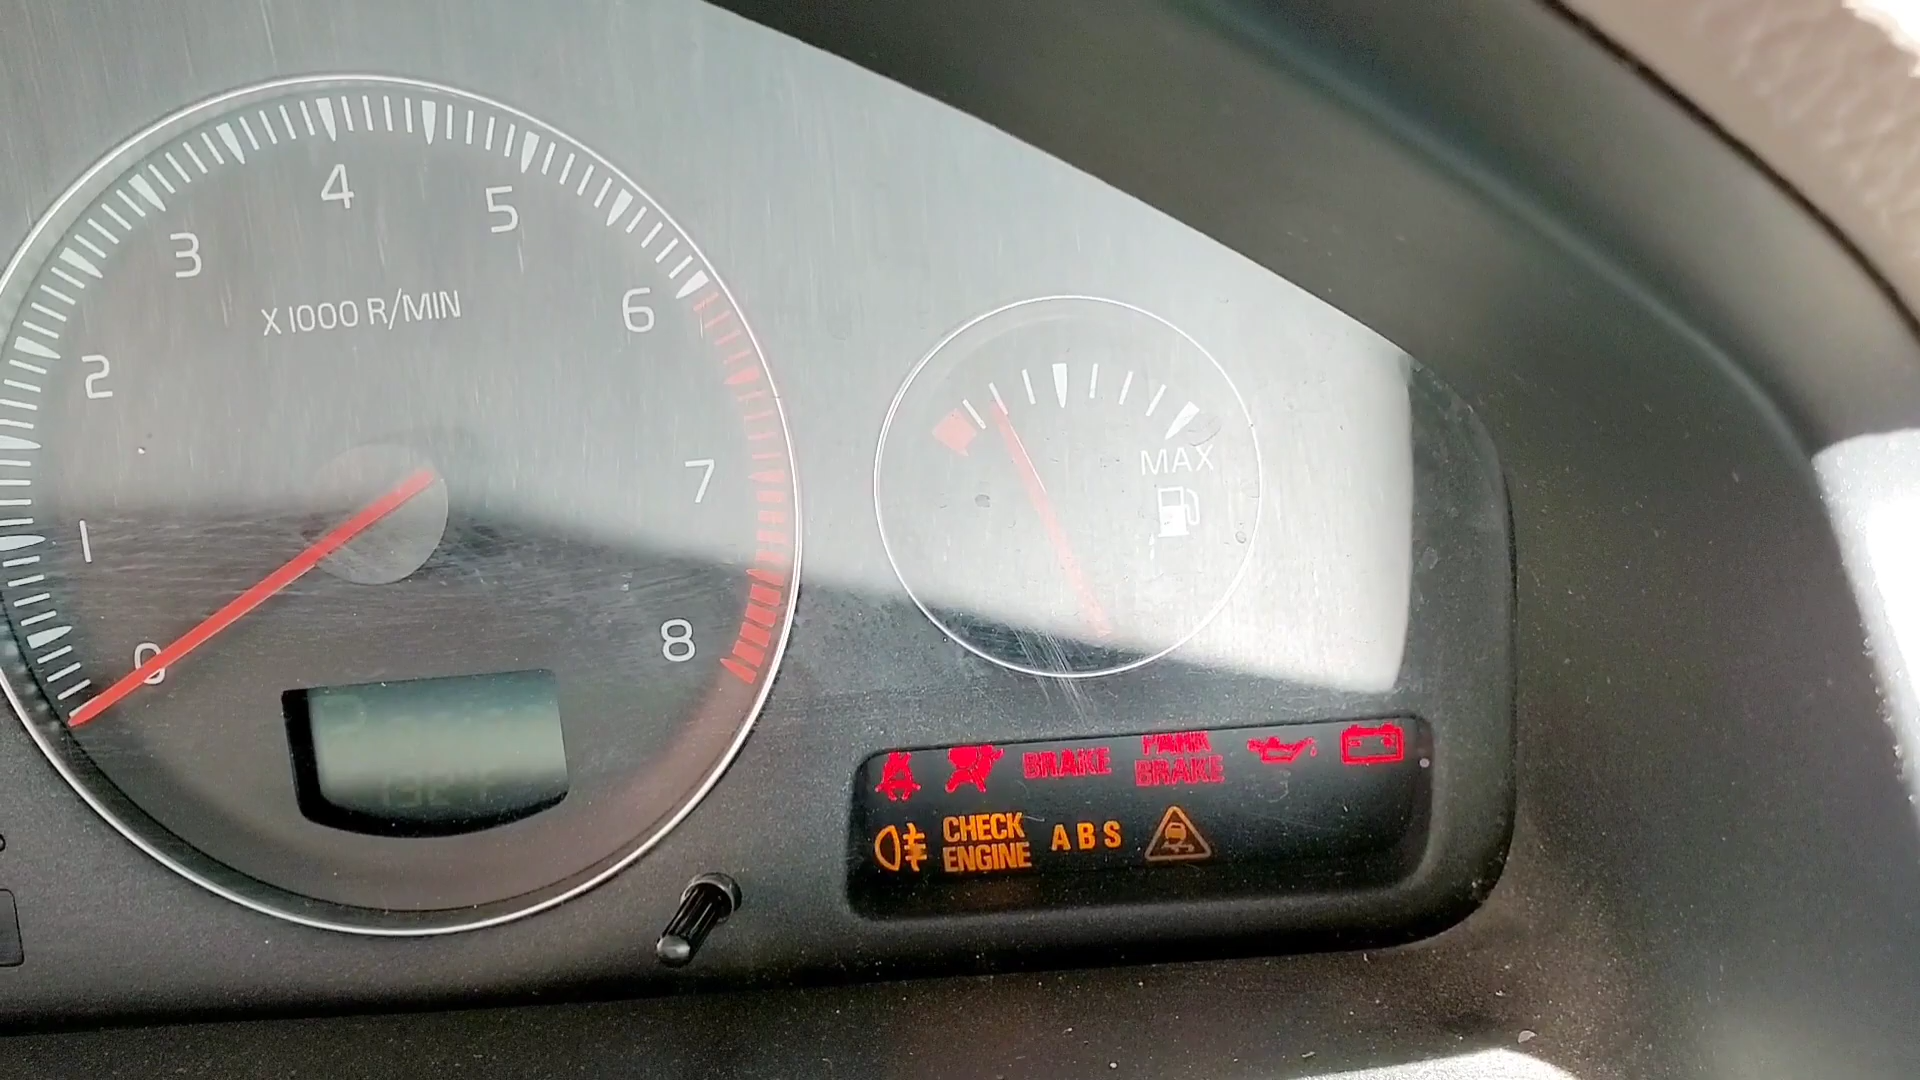 4
5
3
6
X 1000 R/MIN
2
7
1
MAX
0
8
BRAKE
PARK
BRAKE
CHECK
ENGINE
ABS